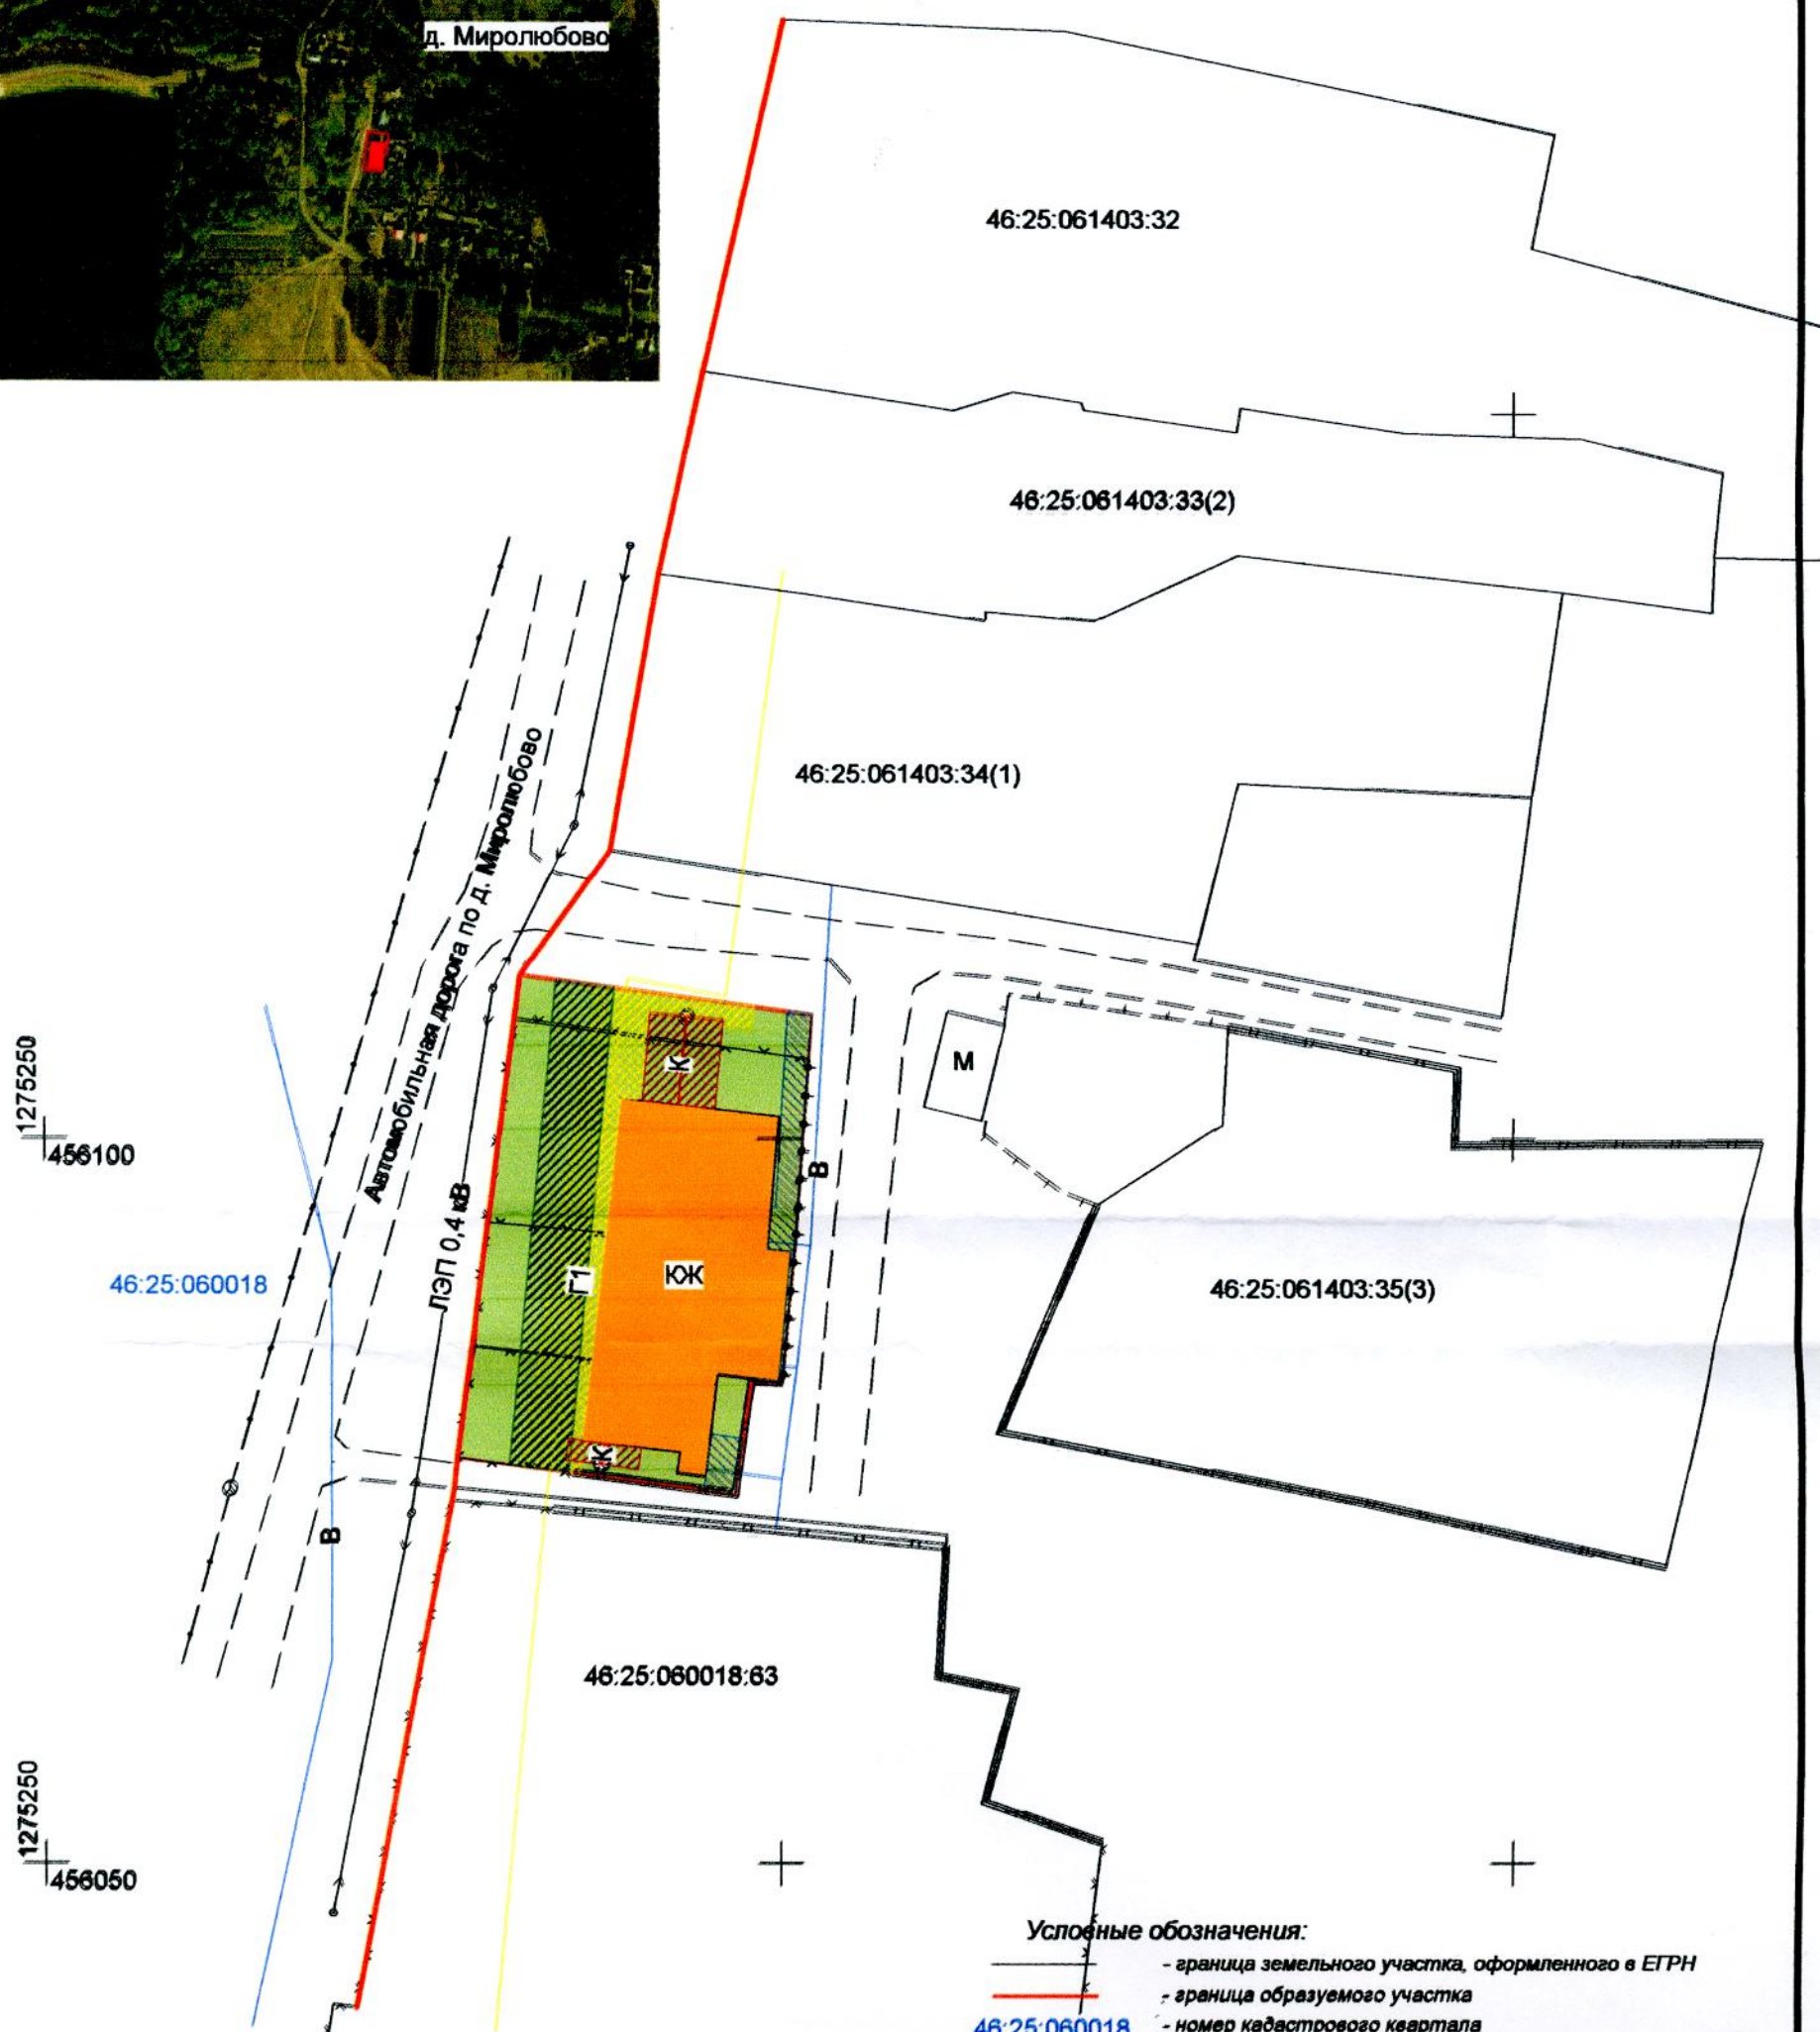 д. Миролюбово
46:25:061403:32
46:25:061403:33(2)
Автомобильная дорога по д. Миролюбово
46:25:061403:34(1)
1275250
456100
К
М
В
ЛЭП 0,4 кВ
46:25:060018
Г1
КЖ
46:25:061403:35(3)
КЖ
В
46:25:060018:63
1275250
456050
Условные обозначения:
- граница земельного участка, оформленного в ЕГРН
- граница образуемого участка
46:25:060018 - номер кадастрового квартала